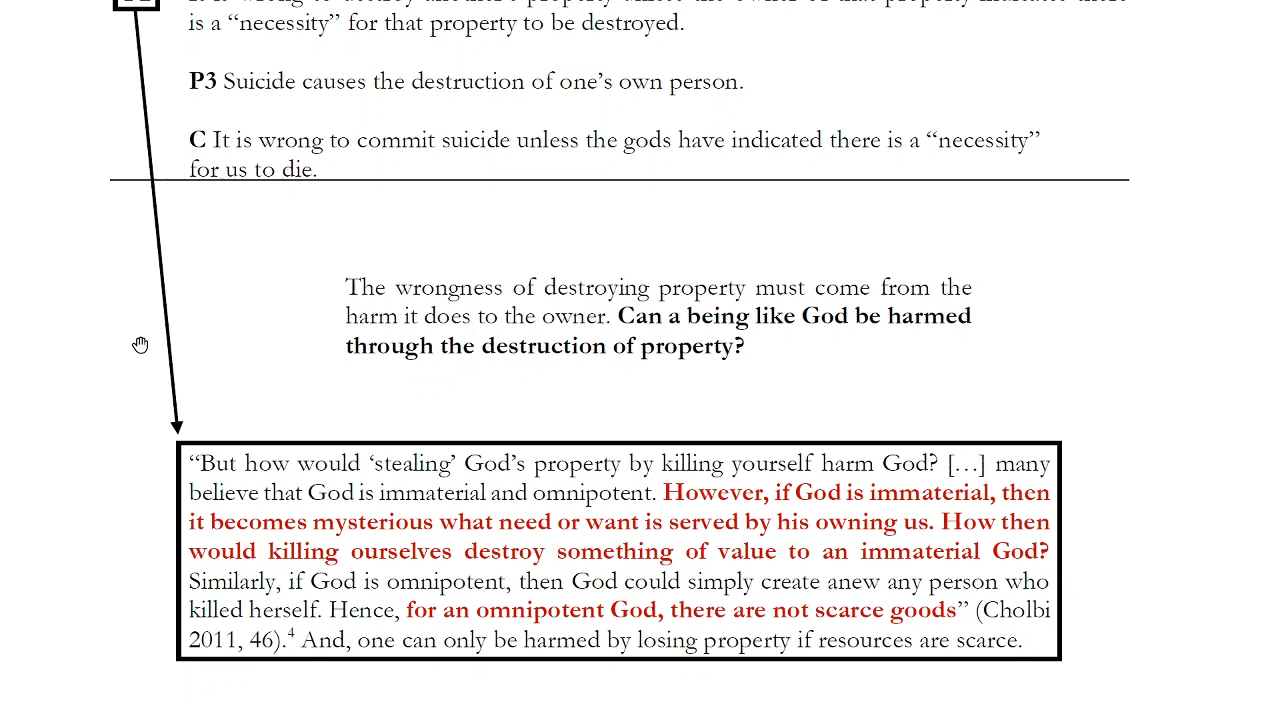 is a “necessity” for that property to be destroyed.
P3 Suicide causes the destruction of one’s own person.
C It is wrong to commit suicide unless the gods have indicated there is a “necessity”
for us to die.
The wrongness of destroying property must come from the
harm it does to the owner. Can a being like God be harmed
through the destruction of property?
“But how would ‘stealing’ God’s property by killing yourself harm God? […] many
believe that God is immaterial and omnipotent. However, if God is immaterial, then
it becomes mysterious what need or want is served by his owning us. How then
would killing ourselves destroy something of value to an immaterial God?
Similarly, if God is omnipotent, then God could simply create anew any person who
killed herself. Hence, for an omnipotent God, there are not scarce goods” (Cholbi
2011, 46).4 And, one can only be harmed by losing property if resources are scarce.